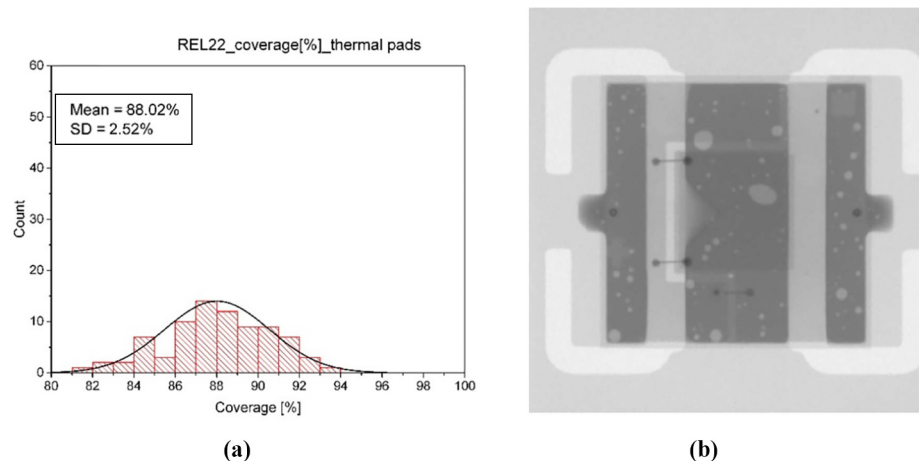 REL22_coverage[%]_thermal pads
60
50
40
30
20
10
0
Count
Mean = 88.02%
SD = 2.52%
80 82 84 86 88 90 92 94 96 98 100
Coverage [%]
(a) (b)